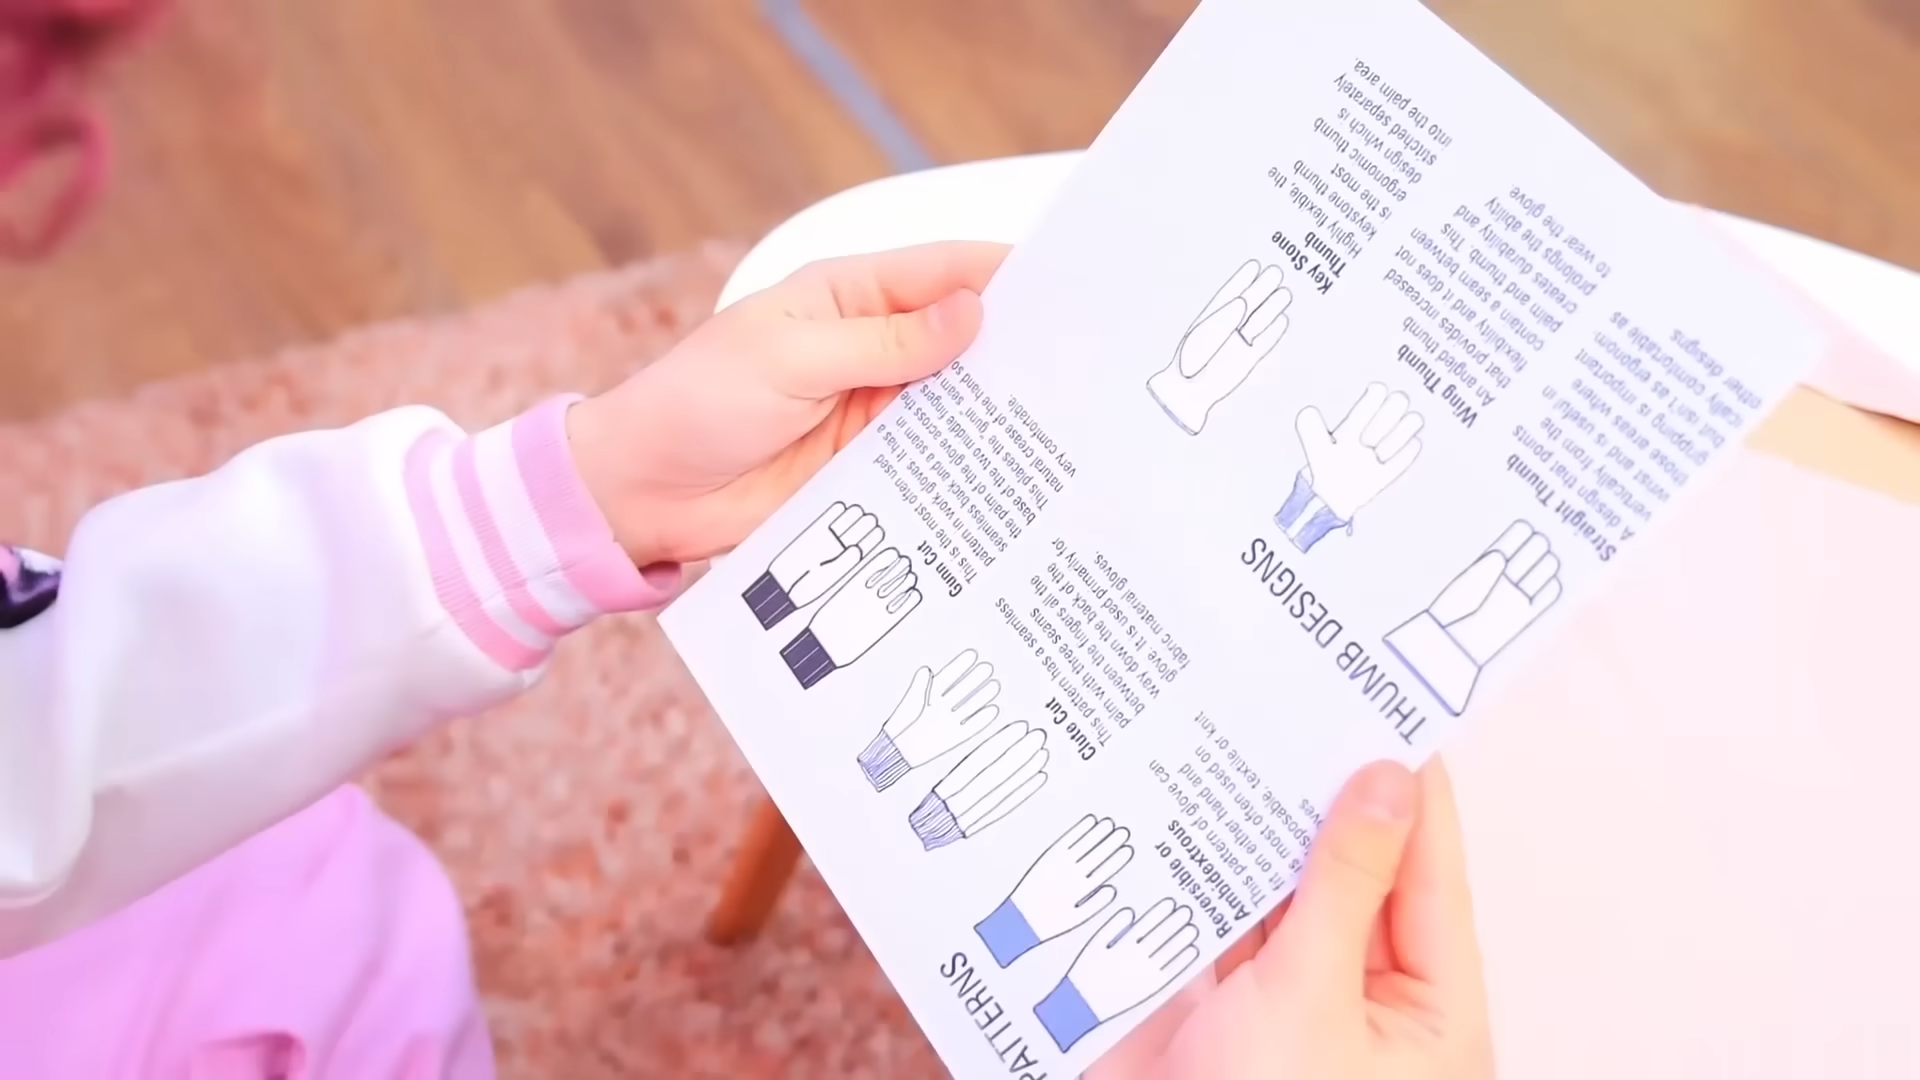 PATTERNS
Reversible or
Ambidextrous
This pattern of glove can
fit on either hand and
is most often used on
disposable, textile or knit
Clute Cut
This pattern has a seamless
palm with three seams
between the fingers all the
way down the back of the
glove. It is used primarily for
fabric material gloves.
Gunn Cut
This is the most often used
pattern in work gloves. It has a
seamless back and a seam in
the palm of the glove across the
base of the two middle fingers
This places the "gunn" seam
natural crease of the hand so
very comfortable.
THUMB DESIGNS
Straight Thumb
A design that points
vertically from the
wrist and is useful in
those areas where
gripping is important
but isn't as ergonom-
ically comfortable as
other designs
Wing Thumb
An angled thumb
that provides increased
flexibility and it does not
contain a seam between
palm and thumb. This
creates durability and
prolongs the ability
to wear the glove
Key Stone
Thumb
Highly flexible, the
keystone thumb
is the most
ergonomic thumb
design which is
stitched separately
into the palm area.